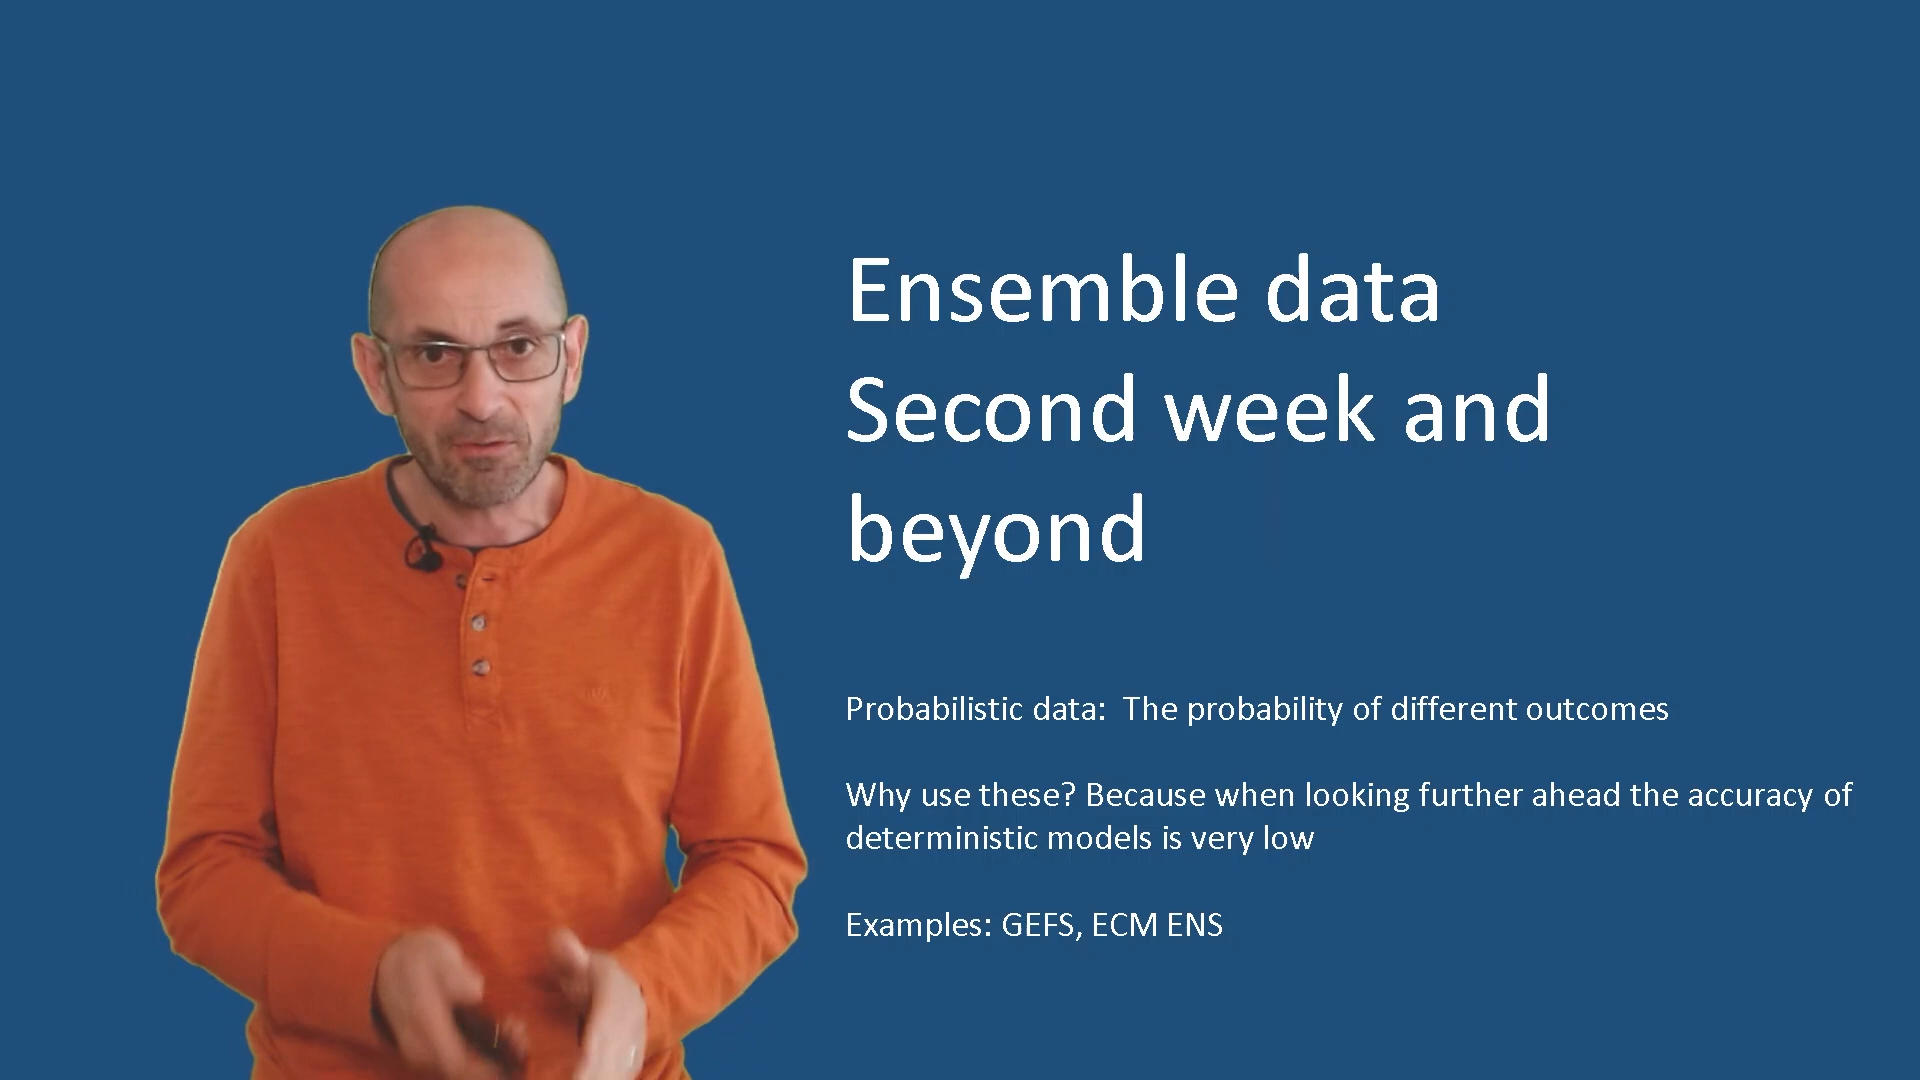 Ensemble data
Second week and
beyond
Probabilistic data:  The probability of different outcomes
Why use these? Because when looking further ahead the accuracy of
deterministic models is very low
Examples: GEFS, ECM ENS